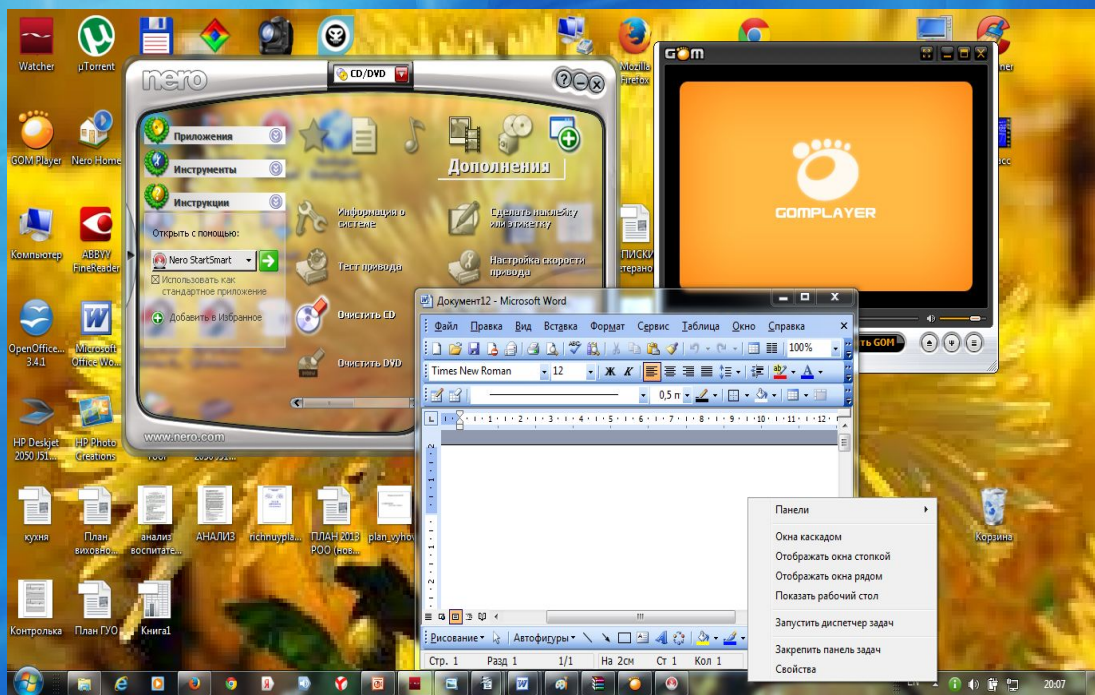 Watcher
µTorrent
Mozilla
Firefox
GOM Player
Nero Home
Компьютер
ABBYY
FineReader
OpenOffice...
3.4.1
Microsoft
Office Wo...
HP Deskjet
2050 J51...
HP Photo
Creations
кухня
План
виховно...
анализ
воспитате...
АНАЛИЗ
richnuypla...
ПЛАН 2013
РОО (нов...
plan_vyhov
Контролька
План ГУО
Книга1
Корзина
nero
CD/DVD
Приложения
Инструменты
Инструкции
Открыть с помощью:
Nero StartSmart
Использовать как
стандартное приложение
Добавить в Избранное
Дополнения
Информация о
системе
Сделать наклейку
или этикетку
Тест привода
Настройка скорости
привода
Очистить CD
Очистить DVD
www.nero.com
GOM
GOMPLAYER
Документ12 - Microsoft Word
Файл Правка Вид Вставка Формат Сервис Таблица Окно Справка
100%
Times New Roman 12 Ж К
Рисование Автофигуры
Стр. 1 Разд 1 1/1 На 2см Ст 1 Кол 1
Панели
Окна каскадом
Отображать окна стопкой
Отображать окна рядом
Показать рабочий стол
Запустить диспетчер задач
Закрепить панель задач
Свойства
20:07